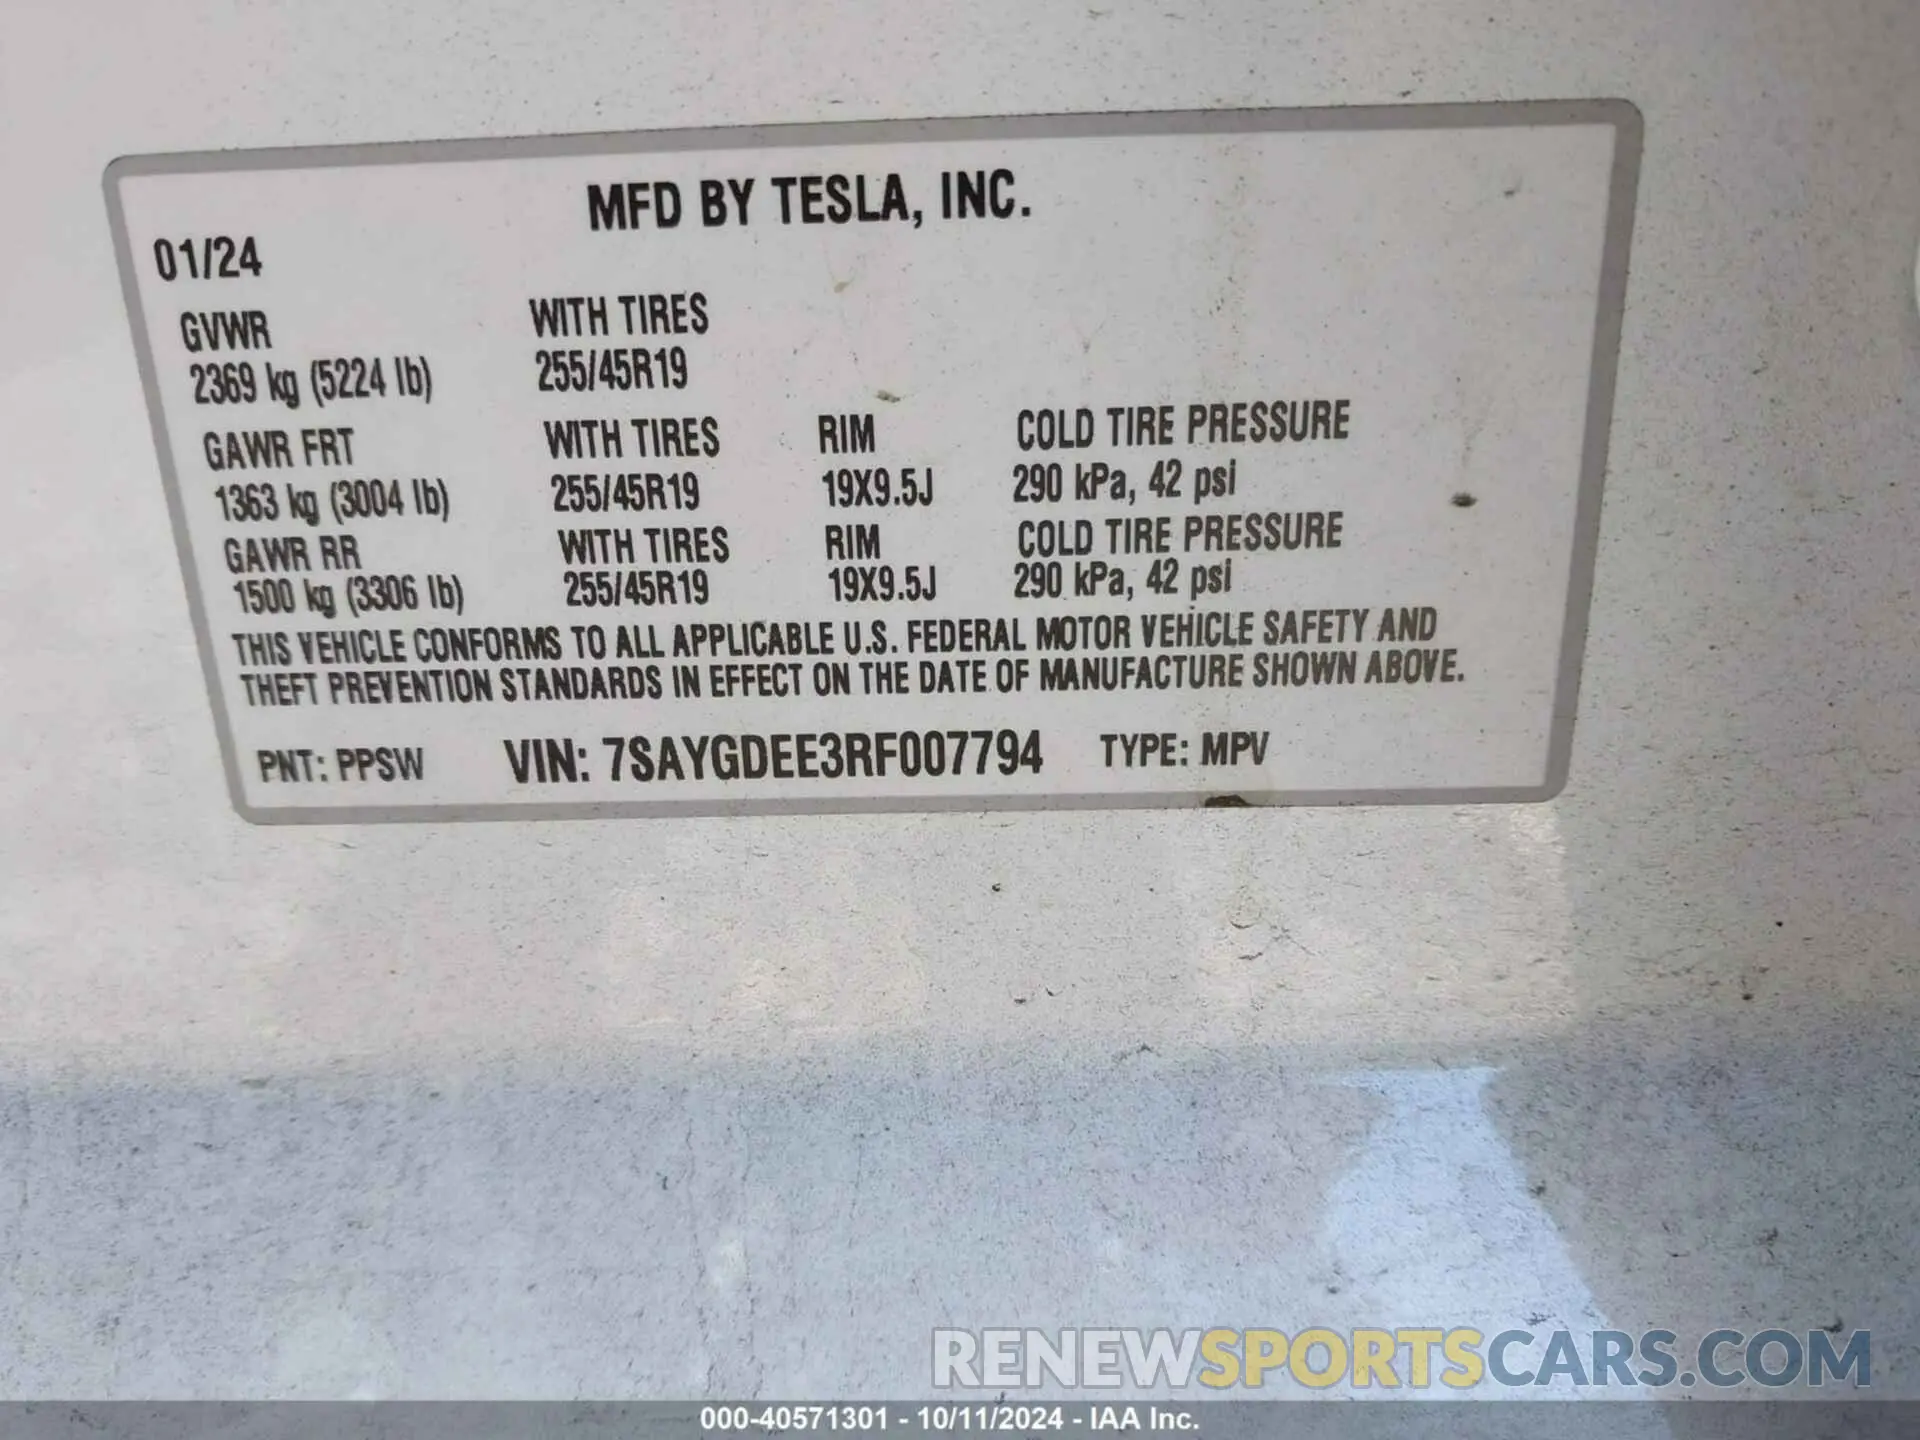 MFD BY TESLA, INC.
01/24
GVWR WITH TIRES
2369 kg (5224 lb) 255/45R19
GAWR FRT WITH TIRES RIM COLD TIRE PRESSURE
1363 kg (3004 lb) 255/45R19 19X9.5J 290 kPa, 42 psi
GAWR RR WITH TIRES RIM COLD TIRE PRESSURE
1500 kg (3306 lb) 255/45R19 19X9.5J 290 kPa, 42 psi
THIS VEHICLE CONFORMS TO ALL APPLICABLE U.S. FEDERAL MOTOR VEHICLE SAFETY AND
THEFT PREVENTION STANDARDS IN EFFECT ON THE DATE OF MANUFACTURE SHOWN ABOVE.
PNT: PPSW VIN: 7SAYGDEE3RF007794 TYPE: MPV
RENEWSPORTSCARS.COM
000-40571301 - 10/11/2024 - IAA Inc.